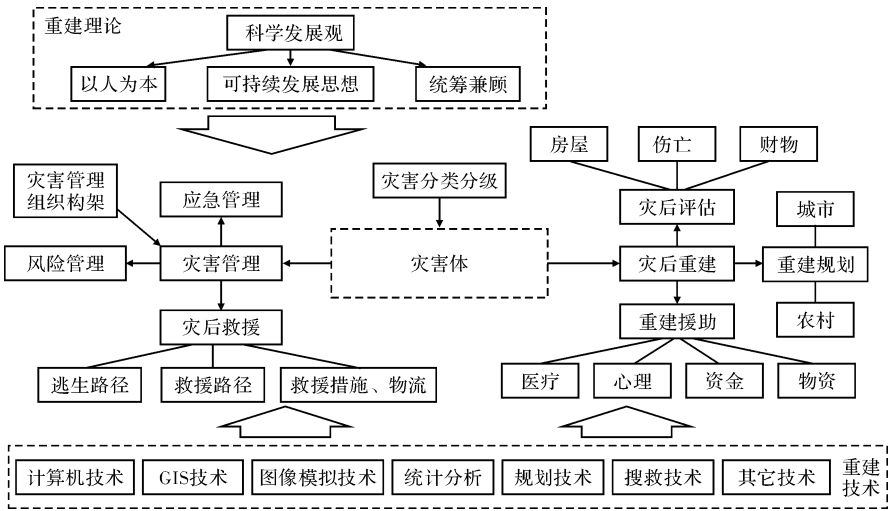 重建理论
科学发展观
以人为本
可持续发展思想
统筹兼顾
房屋
伤亡
财物
灾害管理
组织构架
应急管理
灾害分类分级
灾后评估
城市
风险管理
灾害管理
灾害体
灾后重建
重建规划
灾后救援
重建援助
农村
逃生路径
救援路径
救援措施、物流
医疗
心理
资金
物资
计算机技术
GIS技术
图像模拟技术
统计分析
规划技术
搜救技术
其它技术
重建
技术